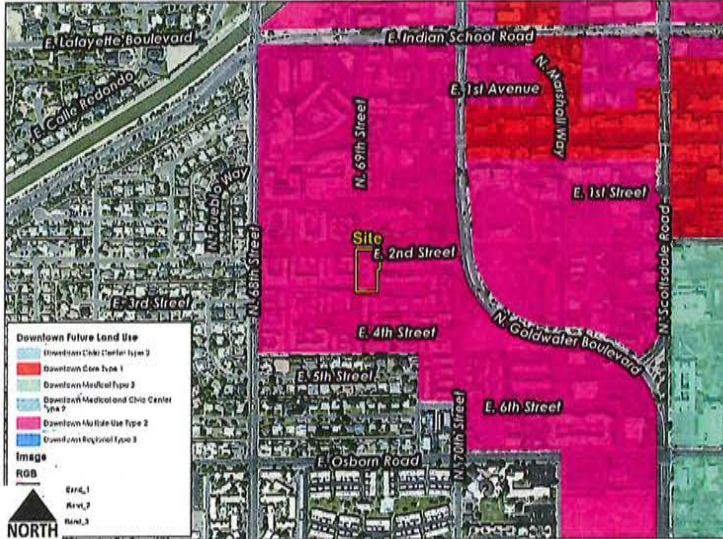 E. Lafayette Boulevard
E. Indian School Road
E. Calle Redondo
E. 1st Avenue
N. Marshall Way
N. 69th Street
N. Pueblo Way
E. 1st Street
N. 68th Street
Site
E. 2nd Street
N. Scottsdale Road
E. 3rd Street
N. Goldwater Boulevard
E. 4th Street
E. 5th Street
N. 70th Street
E. 6th Street
E. Osborn Road
Downtown Future Land Use
Downtown Civic Center Type 2
Downtown Core Type 1
Downtown Medical Type 2
Downtown Medical and Civic Center
Type 2
Downtown Multiple Use Type 2
Downtown Regional Type 2
Image
RGB
Band_1
Band_2
Band_3
NORTH